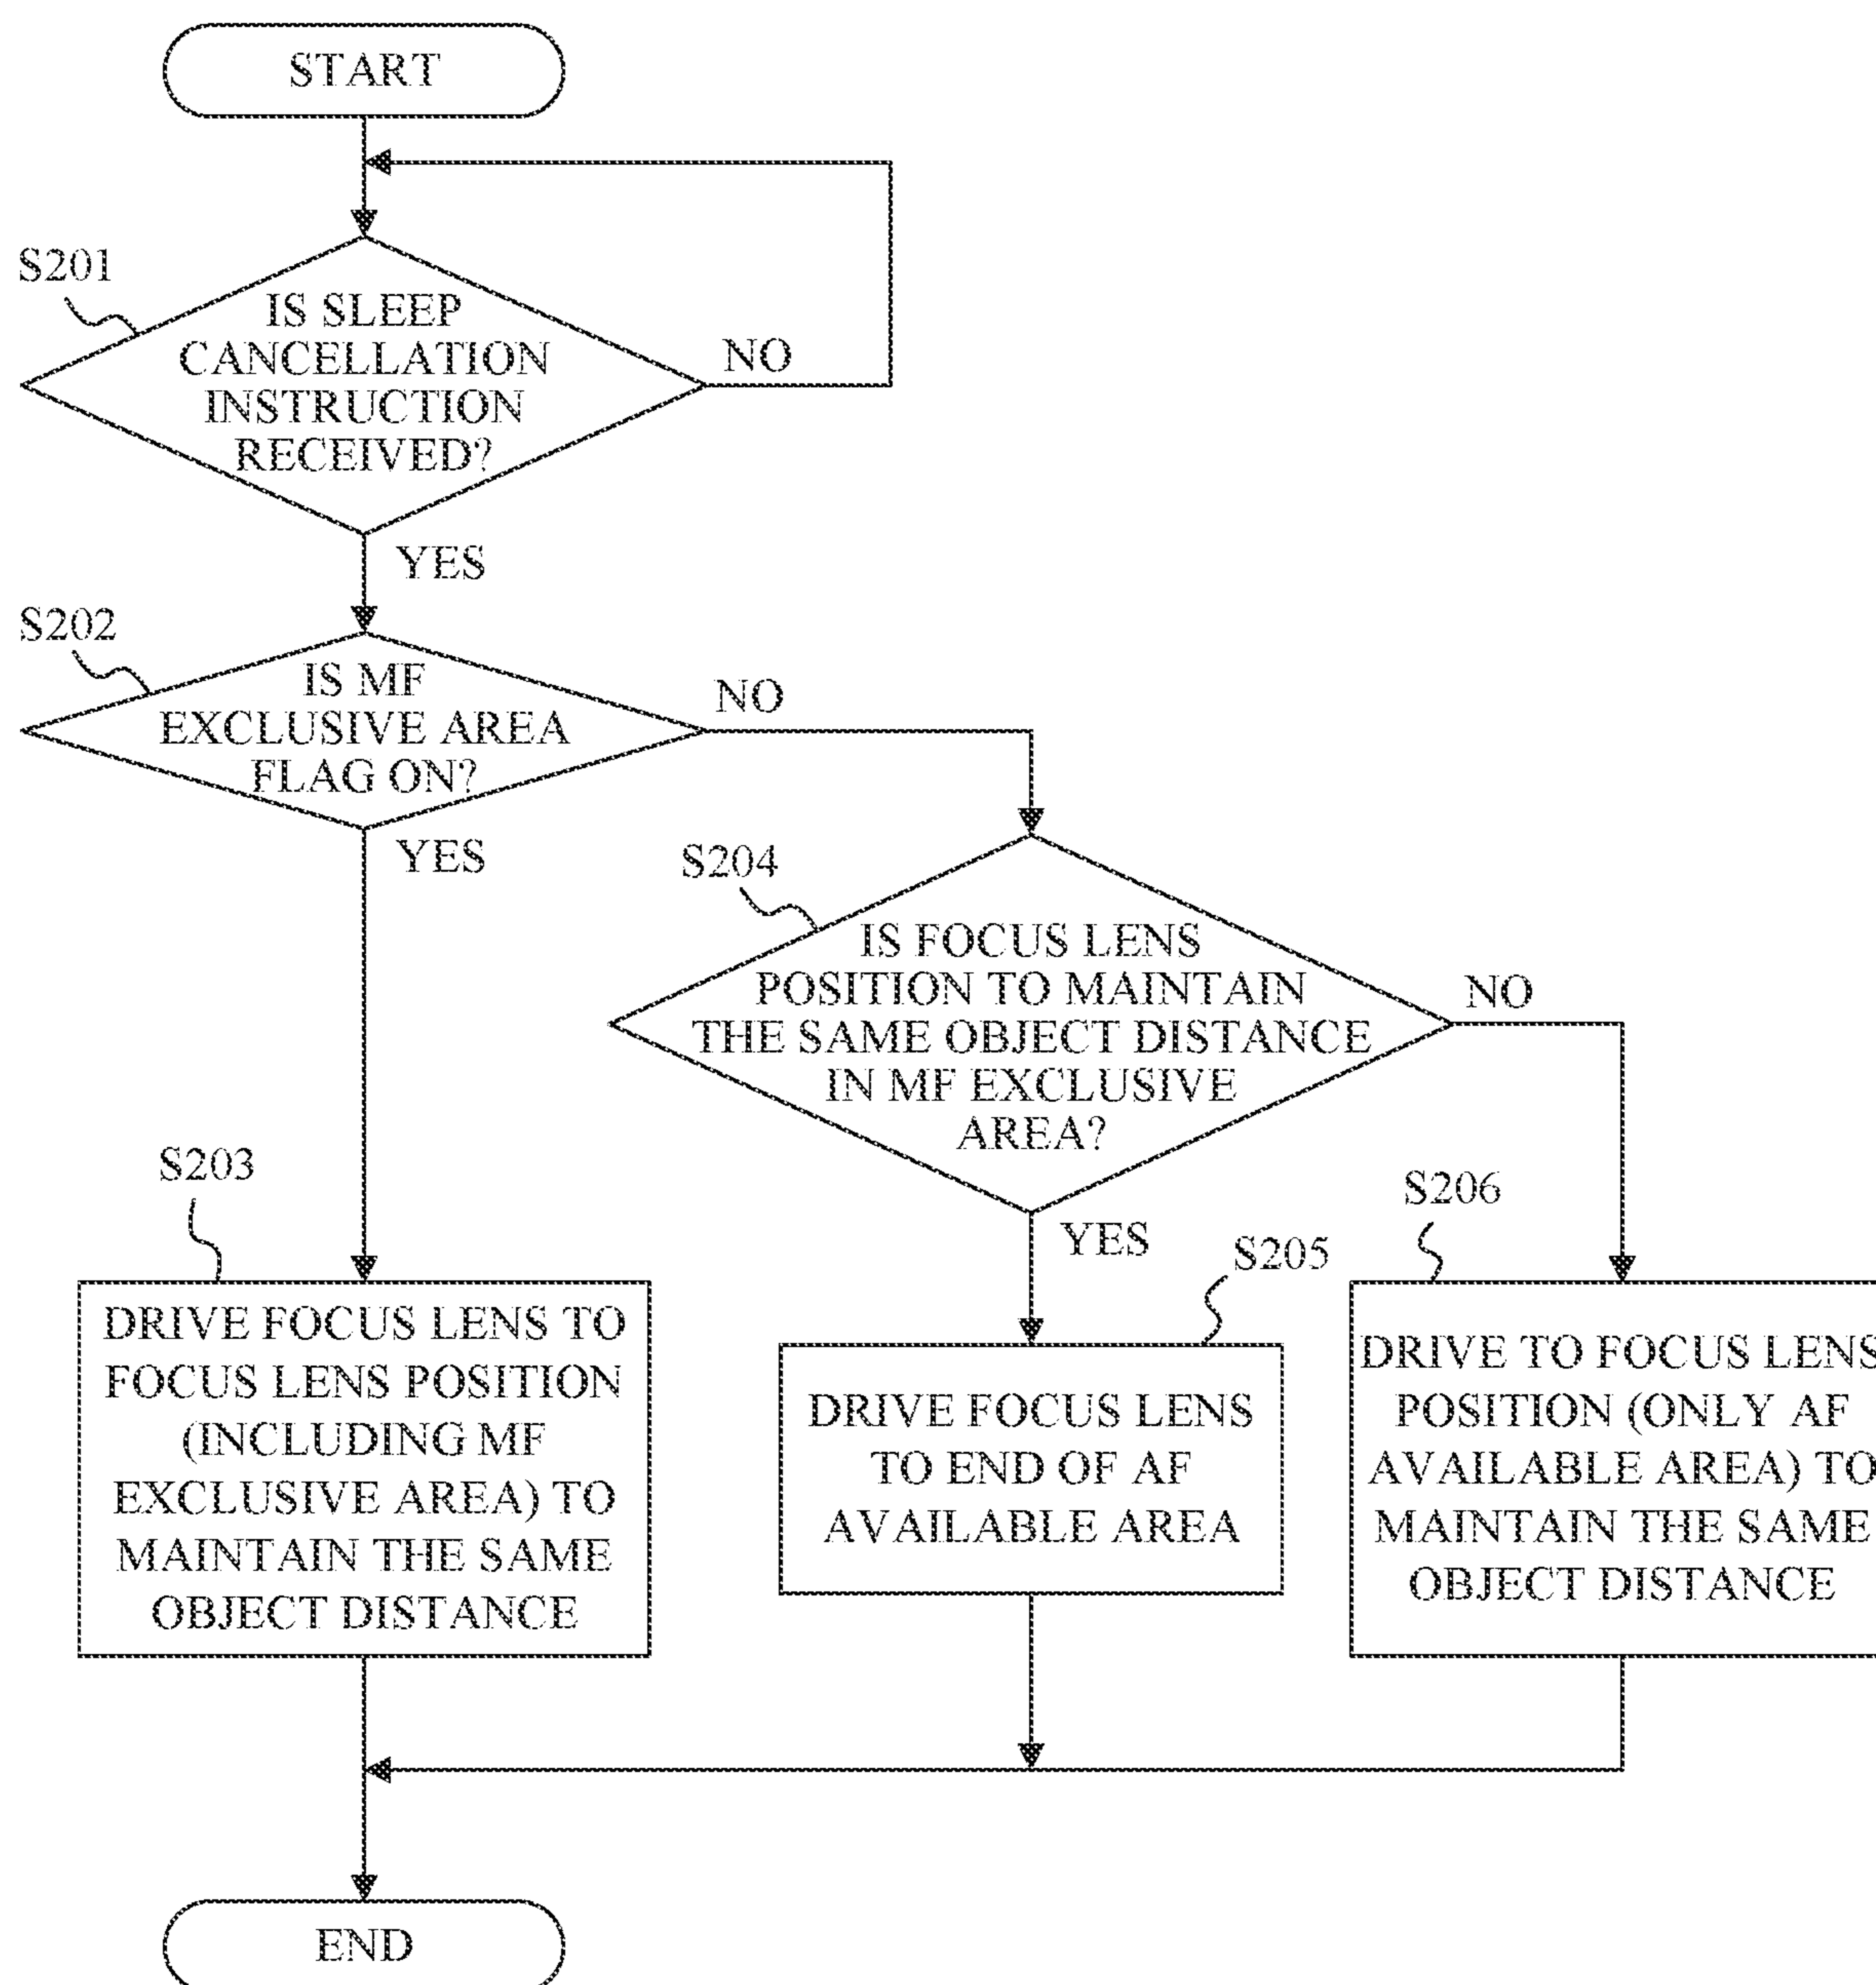 START
S201
IS SLEEP
CANCELLATION
INSTRUCTION
RECEIVED?
NO
YES
S202
IS MF
EXCLUSIVE AREA
FLAG ON?
NO
YES
S204
IS FOCUS LENS
POSITION TO MAINTAIN
THE SAME OBJECT DISTANCE
IN MF EXCLUSIVE
AREA?
NO
YES
S203
DRIVE FOCUS LENS TO
FOCUS LENS POSITION
(INCLUDING MF
EXCLUSIVE AREA) TO
MAINTAIN THE SAME
OBJECT DISTANCE
S205
DRIVE FOCUS LENS
TO END OF AF
AVAILABLE AREA
S206
DRIVE TO FOCUS LENS
POSITION (ONLY AF
AVAILABLE AREA) TO
MAINTAIN THE SAME
OBJECT DISTANCE
END